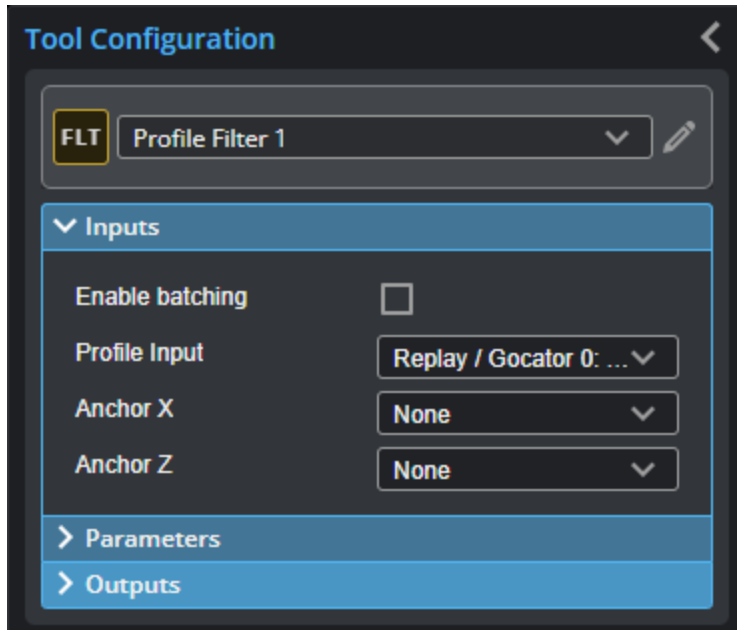 Tool Configuration
FLT Profile Filter 1
Inputs
Enable batching
Profile Input Replay / Gocator 0: ...
Anchor X None
Anchor Z None
Parameters
Outputs